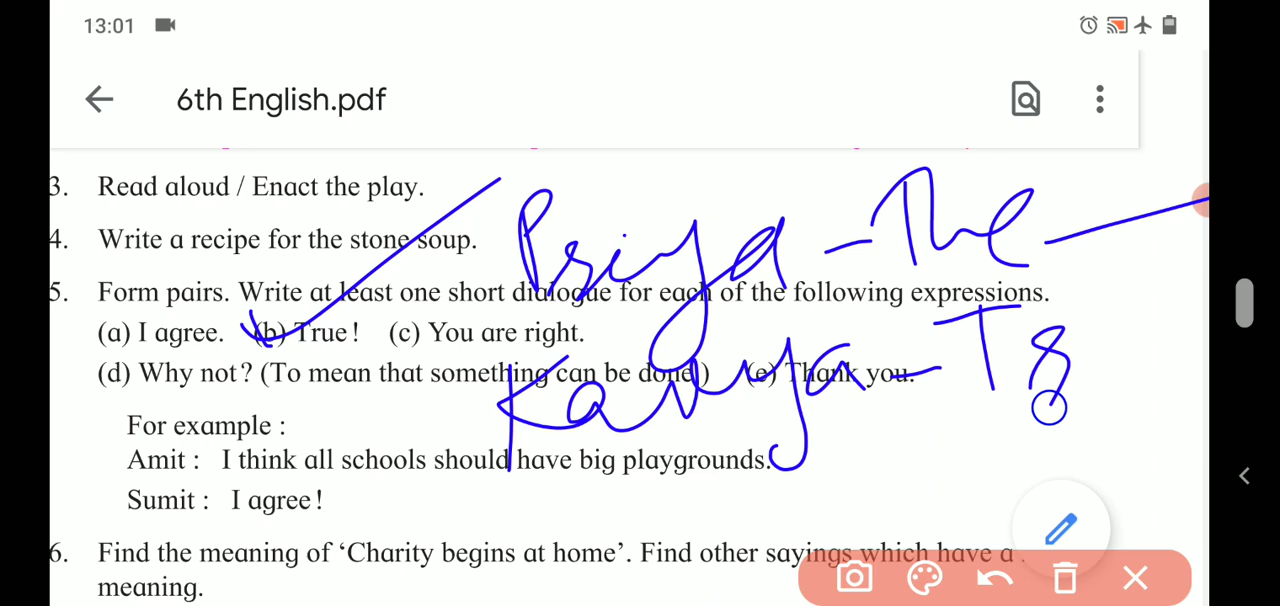 13:01
6th English.pdf
3. Read aloud / Enact the play.
4. Write a recipe for the stone soup.
5. Form pairs. Write at least one short dialogue for each of the following expressions.
(a) I agree. (b) True! (c) You are right.
(d) Why not? (To mean that something can be done) (e) Thank you.
Priya - The
Kavya - T
For example :
Amit : I think all schools should have big playgrounds.
Sumit : I agree!
6. Find the meaning of ‘Charity begins at home’. Find other sayings which have a
meaning.